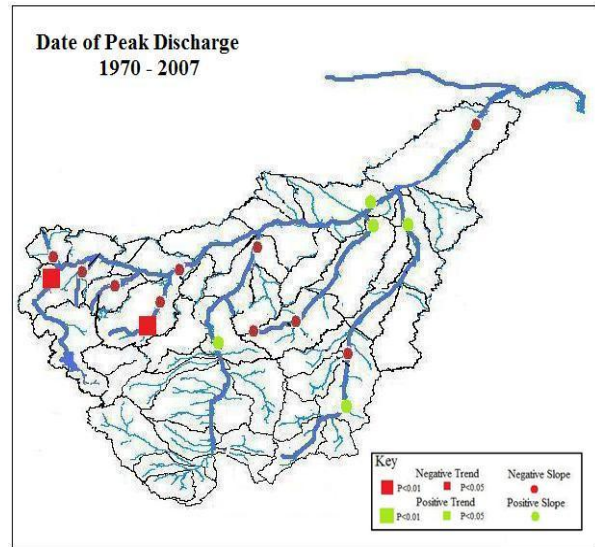 Date of Peak Discharge
1970 - 2007
Key
Negative Trend Negative Slope
P<0.01 P<0.05
Positive Trend Positive Slope
P<0.01 P<0.05